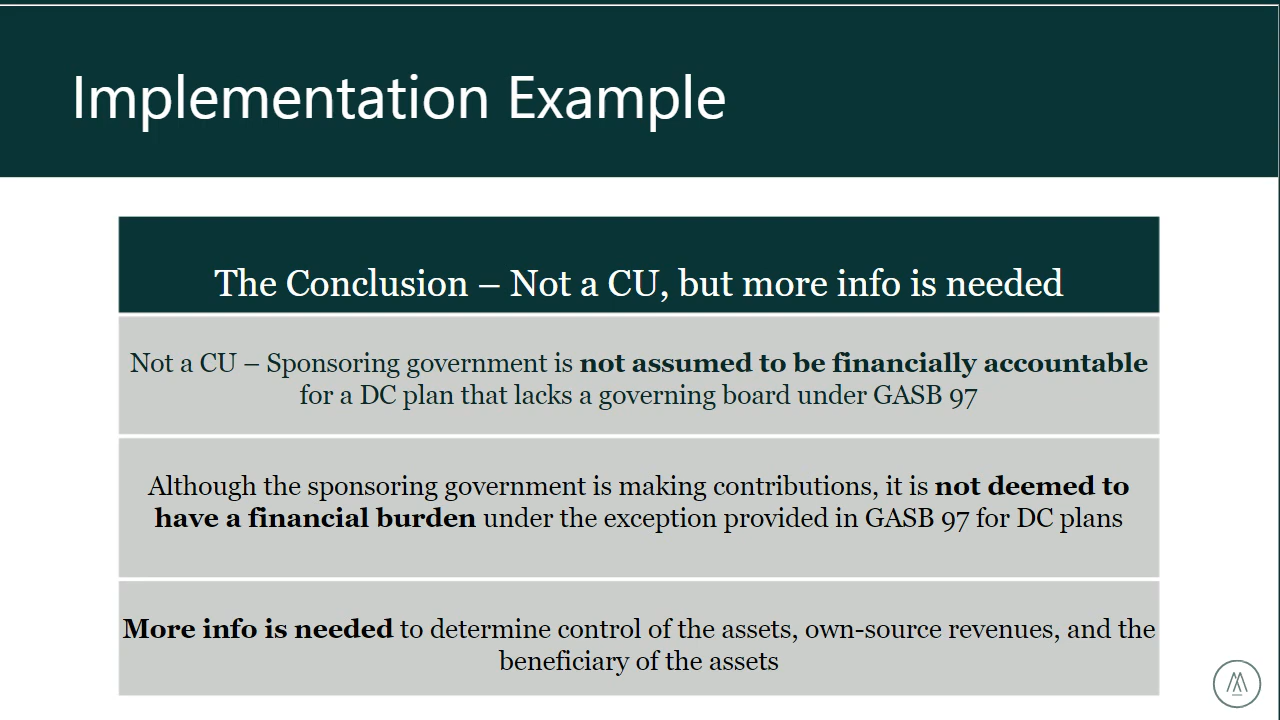 Implementation Example
The Conclusion – Not a CU, but more info is needed
Not a CU – Sponsoring government is not assumed to be financially accountable
for a DC plan that lacks a governing board under GASB 97
Although the sponsoring government is making contributions, it is not deemed to
have a financial burden under the exception provided in GASB 97 for DC plans
More info is needed to determine control of the assets, own-source revenues, and the
beneficiary of the assets